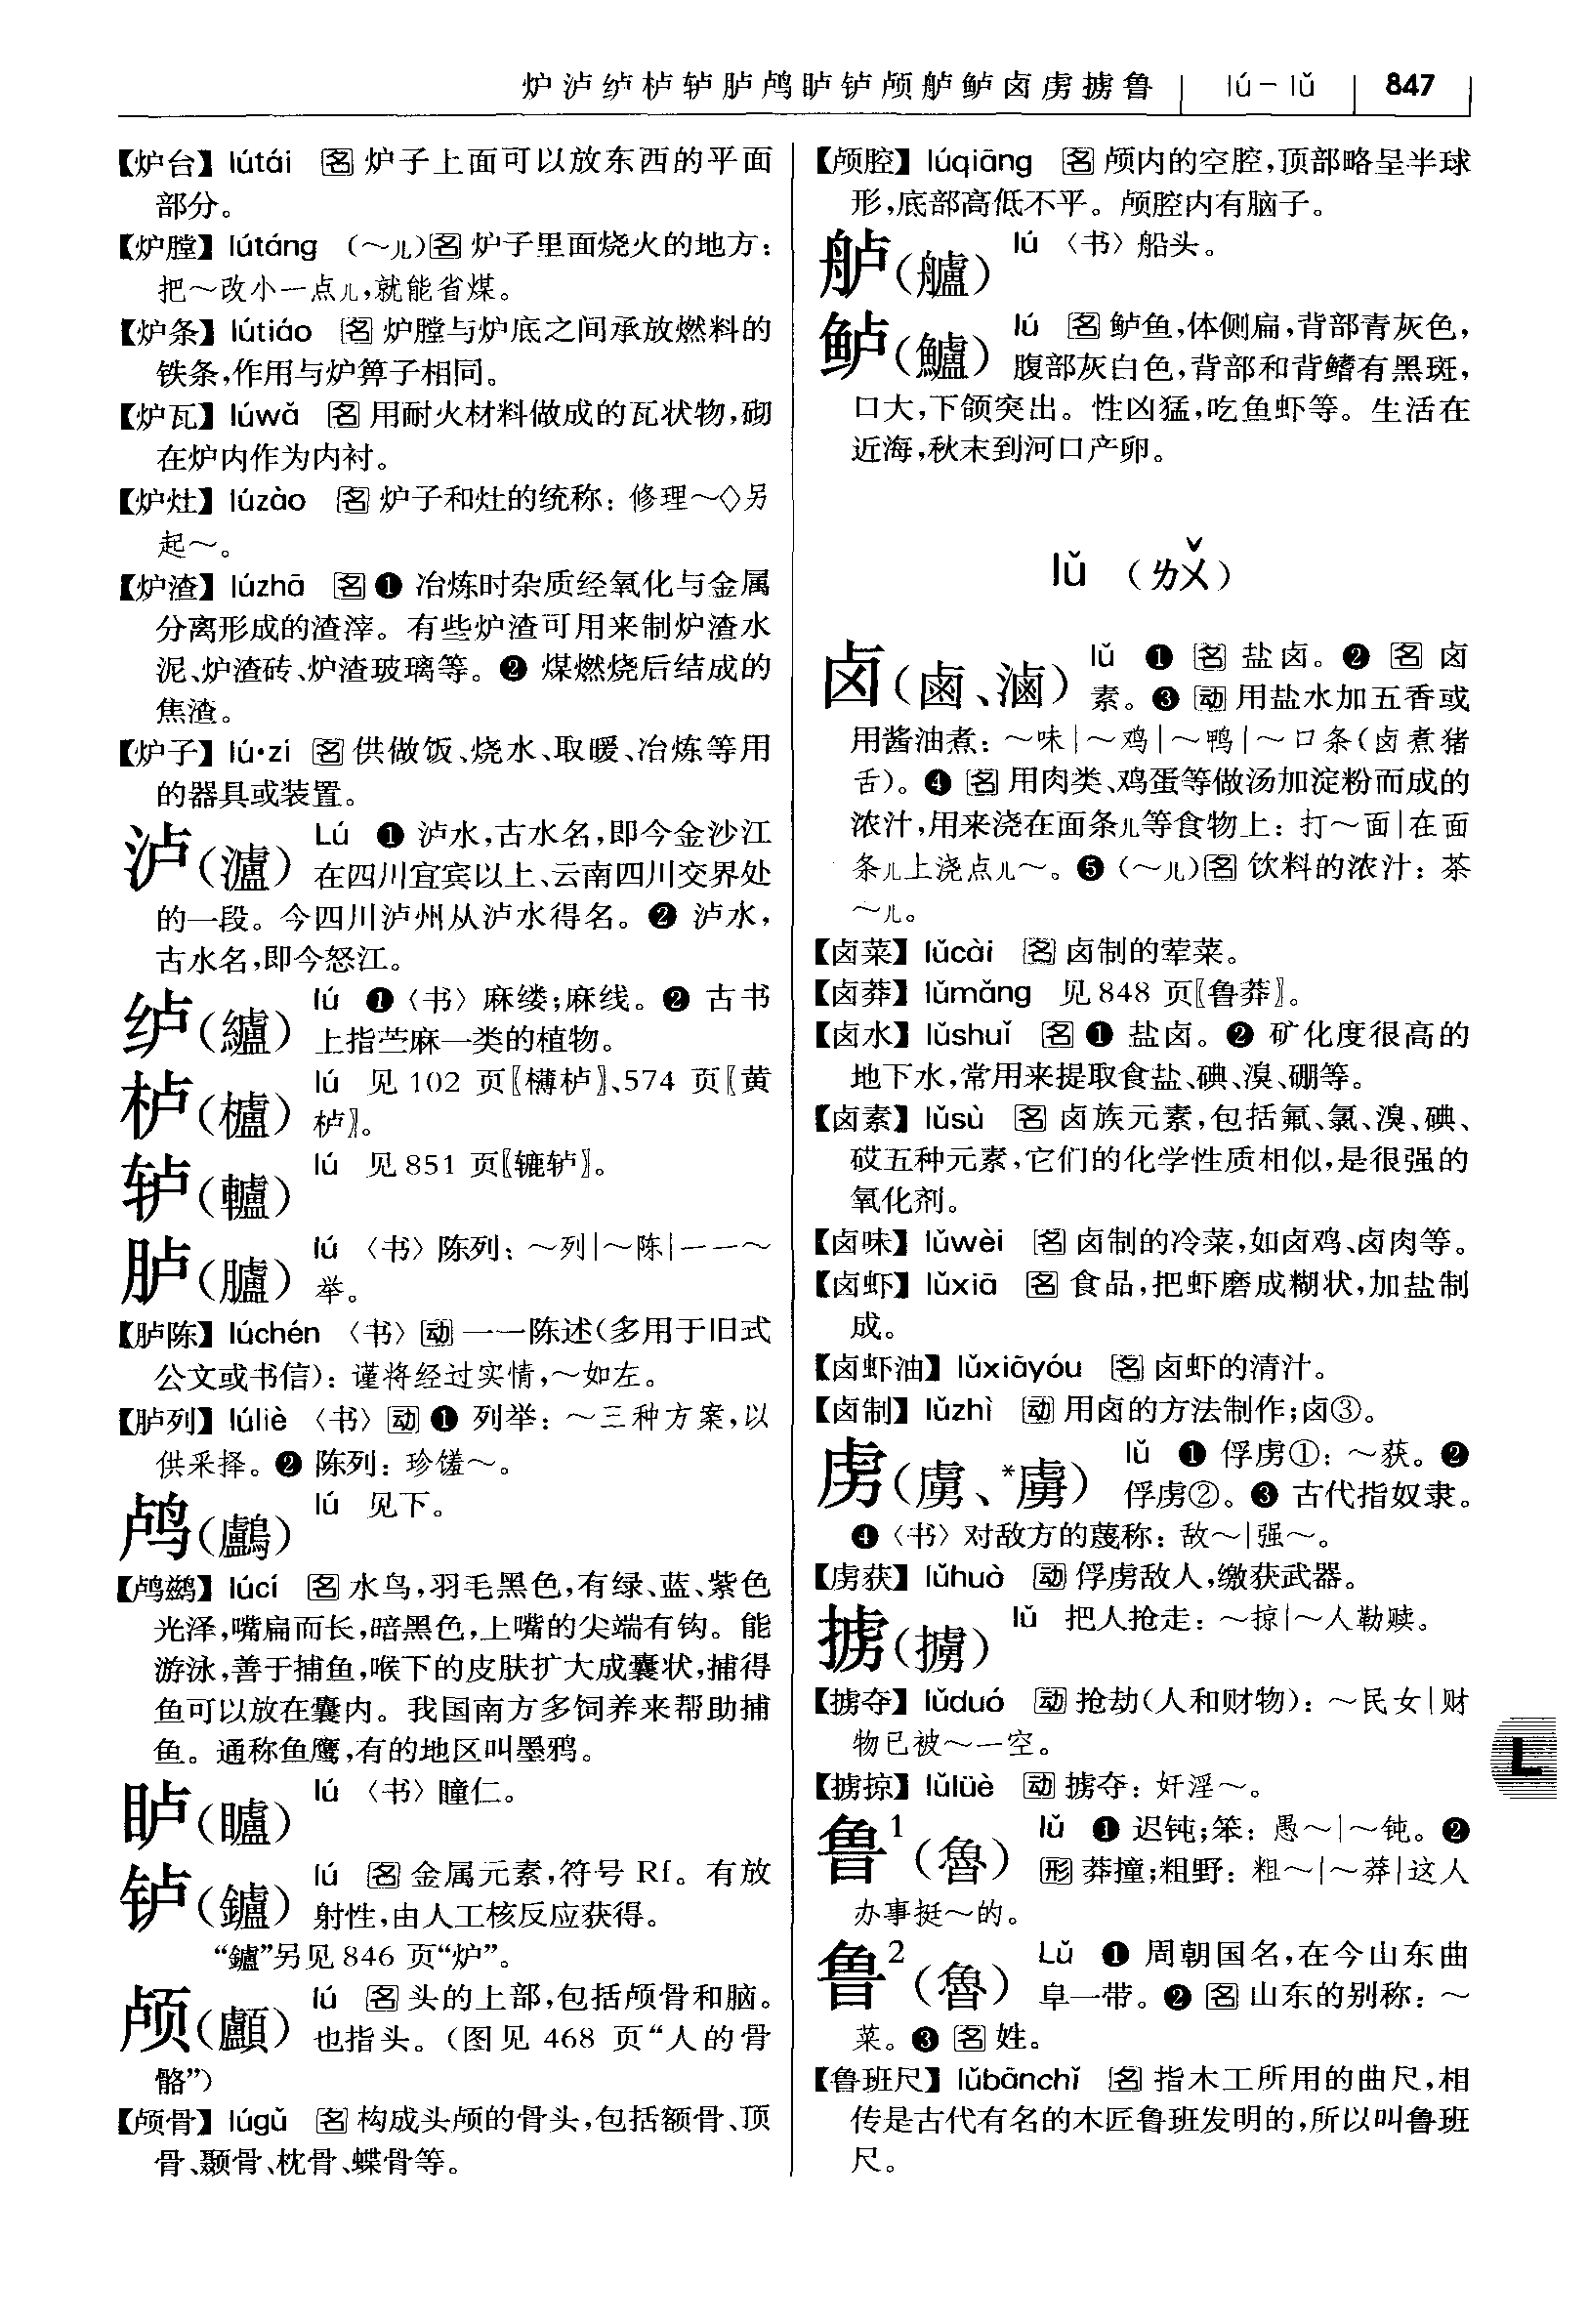 炉泸纑栌轳胪鸬眬铲颅舻鲈卤虏掳鲁 lú－lǔ 847
【炉台】lútái 名 炉子上面可以放东西的平面
部分。
【炉膛】lútáng （～儿）名 炉子里面烧火的地方：
把～改小一点儿，就能省煤。
【炉条】lútiáo 名 炉膛与炉底之间承放燃料的
铁条，作用与炉箅子相同。
【炉瓦】lúwǎ 名 用耐火材料做成的瓦状物，砌
在炉内作为内衬。
【炉灶】lúzào 名 炉子和灶的统称：修理～◇另
起～。
【炉渣】lúzhā 名 ❶ 冶炼时杂质经氧化与金属
分离形成的渣滓。有些炉渣可用来制炉渣水
泥、炉渣砖、炉渣玻璃等。❷ 煤燃烧后结成的
焦渣。
【炉子】lú·zi 名 供做饭、烧水、取暖、冶炼等用
的器具或装置。
泸（瀘） Lú ❶ 泸水，古水名，即今金沙江
在四川宜宾以上、云南四川交界处
的一段。今四川泸州从泸水得名。❷ 泸水，
古水名，即今怒江。
纑（纑） lú ❶〈书〉麻缕；麻线。❷ 古书
上指苎麻一类的植物。
栌（櫨） lú 见 102 页〖欂栌〗、574 页〖黄
栌〗。
轳（轤） lú 见 851 页〖辘轳〗。
胪（臚） lú 〈书〉陈列：～列|～陈|一一～
举。
【胪陈】lúchén 〈书〉动 一一陈述（多用于旧式
公文或书信）：谨将经过实情，～如左。
【胪列】lúliè 〈书〉动 ❶ 列举：～三种方案，以
供采择。❷ 陈列：珍馐～。
鸬（鸕） lú 见下。
【鸬鹚】lúcí 名 水鸟，羽毛黑色，有绿、蓝、紫色
光泽，嘴扁而长，暗黑色，上嘴的尖端有钩。能
游泳，善于捕鱼，喉下的皮肤扩大成囊状，捕得
鱼可以放在囊内。我国南方多饲养来帮助捕
鱼。通称鱼鹰，有的地区叫墨鸦。
眬（矑） lú 〈书〉瞳仁。
𬬻（鑪） lú 名 金属元素，符号 Rf。有放
射性，由人工核反应获得。
“鑪”另见 846 页“炉”。
颅（顱） lú 名 头的上部，包括颅骨和脑。
也指头。（图见 468 页“人的骨
骼”）
【颅骨】lúgǔ 名 构成头颅的骨头，包括额骨、顶
骨、颞骨、枕骨、蝶骨等。
【颅腔】lúqiāng 名 颅内的空腔，顶部略呈半球
形，底部高低不平。颅腔内有脑子。
舻（艫） lú 〈书〉船头。
鲈（鱸） lú 名 鲈鱼，体侧扁，背部青灰色，
腹部灰白色，背部和背鳍有黑斑，
口大，下颌突出。性凶猛，吃鱼虾等。生活在
近海，秋末到河口产卵。
lǔ （ㄌㄨˇ）
卤（鹵、滷） lǔ ❶ 名 盐卤。❷ 名 卤
素。❸ 动 用盐水加五香或
用酱油煮：～味|～鸡|～鸭|～口条（卤煮猪
舌）。❹ 名 用肉类、鸡蛋等做汤加淀粉而成的
浓汁，用来浇在面条儿等食物上：打～面|在面
条儿上浇点儿～。❺（～儿）名 饮料的浓汁：茶
～儿。
【卤菜】lǔcài 名 卤制的荤菜。
【卤莽】lǔmǎng 见 848 页〖鲁莽〗。
【卤水】lǔshuǐ 名 ❶ 盐卤。❷ 矿化度很高的
地下水，常用来提取食盐、碘、溴、硼等。
【卤素】lǔsù 名 卤族元素，包括氟、氯、溴、碘、
砹五种元素，它们的化学性质相似，是很强的
氧化剂。
【卤味】lǔwèi 名 卤制的冷菜，如卤鸡、卤肉等。
【卤虾】lǔxiā 名 食品，把虾磨成糊状，加盐制
成。
【卤虾油】lǔxiāyóu 名 卤虾的清汁。
【卤制】lǔzhì 动 用卤的方法制作；卤③。
虏（虜、*虜） lǔ ❶ 俘虏①：～获。❷
俘虏②。❸ 古代指奴隶。
❹〈书〉对敌方的蔑称：敌～|强～。
【虏获】lǔhuò 动 俘虏敌人，缴获武器。
掳（擄） lǔ 把人抢走：～掠|～人勒赎。
【掳夺】lǔduó 动 抢劫（人和财物）：～民女|财
物已被～一空。
【掳掠】lǔlüè 动 掳夺：奸淫～。
鲁1（魯） lǔ ❶ 迟钝；笨：愚～|～钝。❷
形 莽撞；粗野：粗～|～莽|这人
办事挺～的。
鲁2（魯） Lǔ ❶ 周朝国名，在今山东曲
阜一带。❷ 名 山东的别称：～
菜。❸ 名 姓。
【鲁班尺】lǔbānchǐ 名 指木工所用的曲尺，相
传是古代有名的木匠鲁班发明的，所以叫鲁班
尺。
L